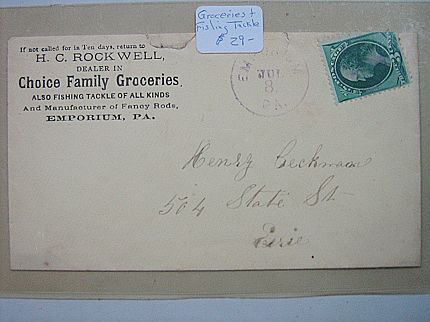 Groceries +
Fishing Tackle
$ 29-
If not called for in Ten days, return to
H. C. ROCKWELL,
DEALER IN
Choice Family Groceries,
ALSO FISHING TACKLE OF ALL KINDS
And Manufacturer of Fancy Rods,
EMPORIUM, PA.
JUL
8
PA.
Henry Beckman
504 State St
Erie